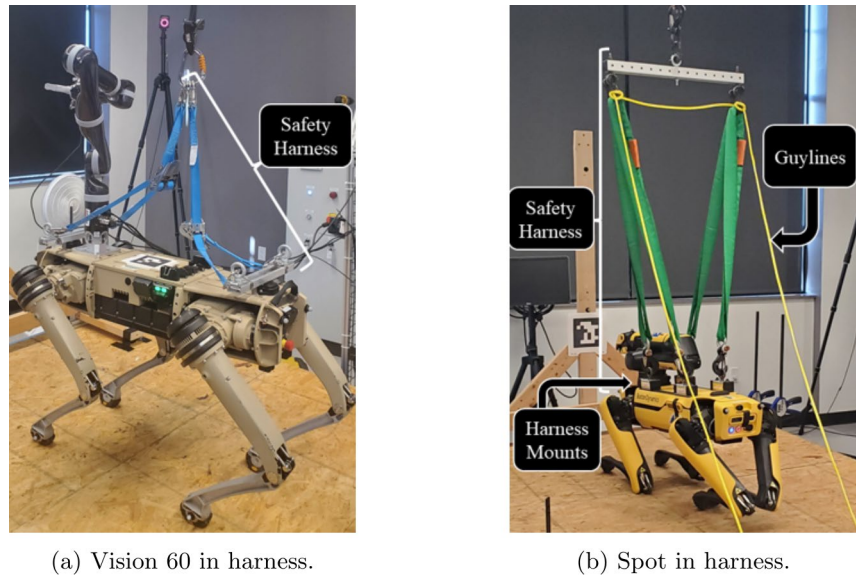 Safety
Harness
Guylines
Safety
Harness
Harness
Mounts
(a) Vision 60 in harness.
(b) Spot in harness.